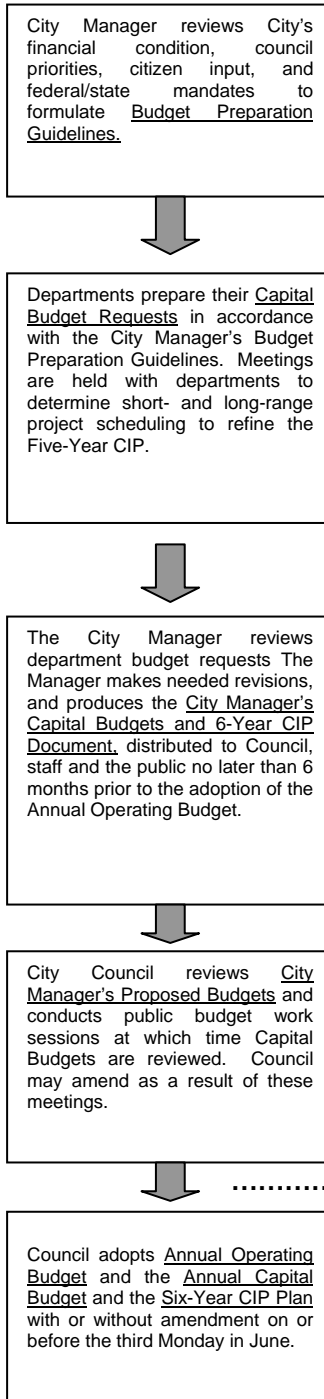 City Manager reviews City's
financial condition, council
priorities, citizen input, and
federal/state mandates to
formulate Budget Preparation
Guidelines.
Departments prepare their Capital
Budget Requests in accordance
with the City Manager's Budget
Preparation Guidelines. Meetings
are held with departments to
determine short- and long-range
project scheduling to refine the
Five-Year CIP.
The City Manager reviews
department budget requests The
Manager makes needed revisions,
and produces the City Manager's
Capital Budgets and 6-Year CIP
Document, distributed to Council,
staff and the public no later than 6
months prior to the adoption of the
Annual Operating Budget.
City Council reviews City
Manager's Proposed Budgets and
conducts public budget work
sessions at which time Capital
Budgets are reviewed. Council
may amend as a result of these
meetings.
Council adopts Annual Operating
Budget and the Annual Capital
Budget and the Six-Year CIP Plan
with or without amendment on or
before the third Monday in June.